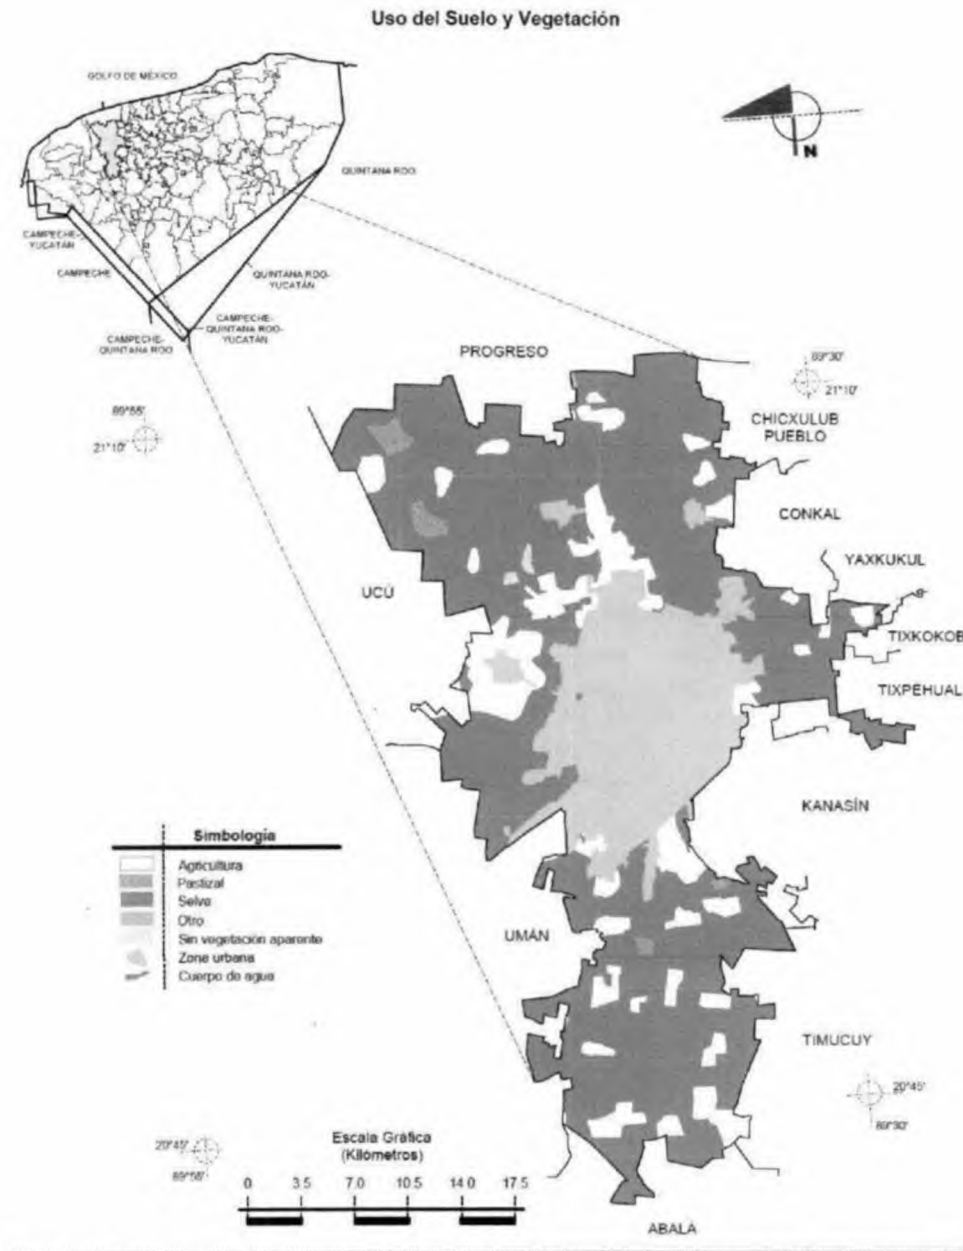 Uso del Suelo y Vegetación
GOLFO DE MÉXICO
QUINTANA ROO
CAMPECHE-
YUCATÁN
CAMPECHE
QUINTANA ROO-
YUCATÁN
CAMPECHE-
QUINTANA ROO-
YUCATÁN
CAMPECHE-
QUINTANA ROO
N
PROGRESO
89°30'
21°10'
89°55'
21°10'
CHICXULUB
PUEBLO
CONKAL
YAXKUKUL
UCÚ
TIXKOKOB
TIXPEHUAL
KANASÍN
Simbología
Agricultura
Pastizal
Selva
Otro
Sin vegetación aparente
Zona urbana
Cuerpo de agua
UMÁN
TIMUCUY
20°45'
89°30'
Escala Gráfica
(Kilómetros)
0 3.5 7.0 10.5 14.0 17.5
20°45'
ABALÁ